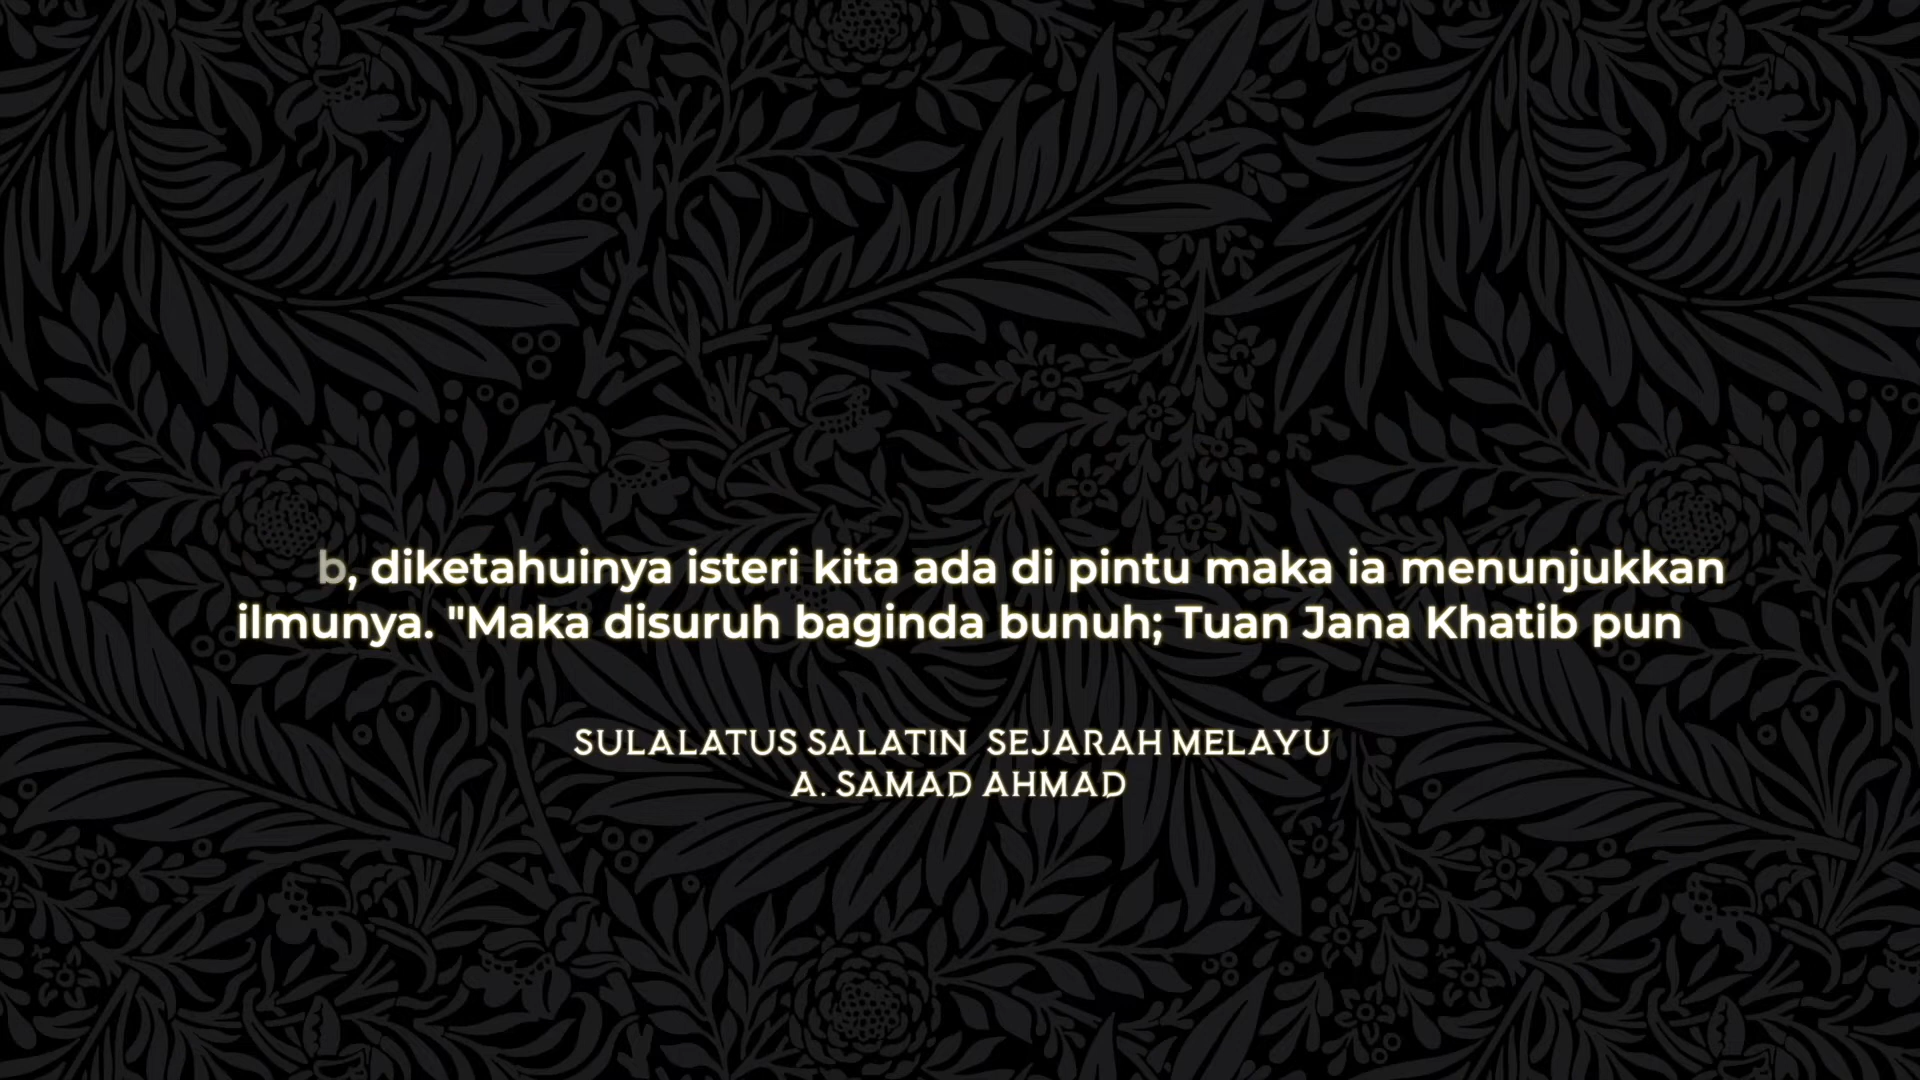 b, diketahuinya isteri kita ada di pintu maka ia menunjukkan
ilmunya. "Maka disuruh baginda bunuh; Tuan Jana Khatib pun
SULALATUS SALATIN SEJARAH MELAYU
A. SAMAD AHMAD